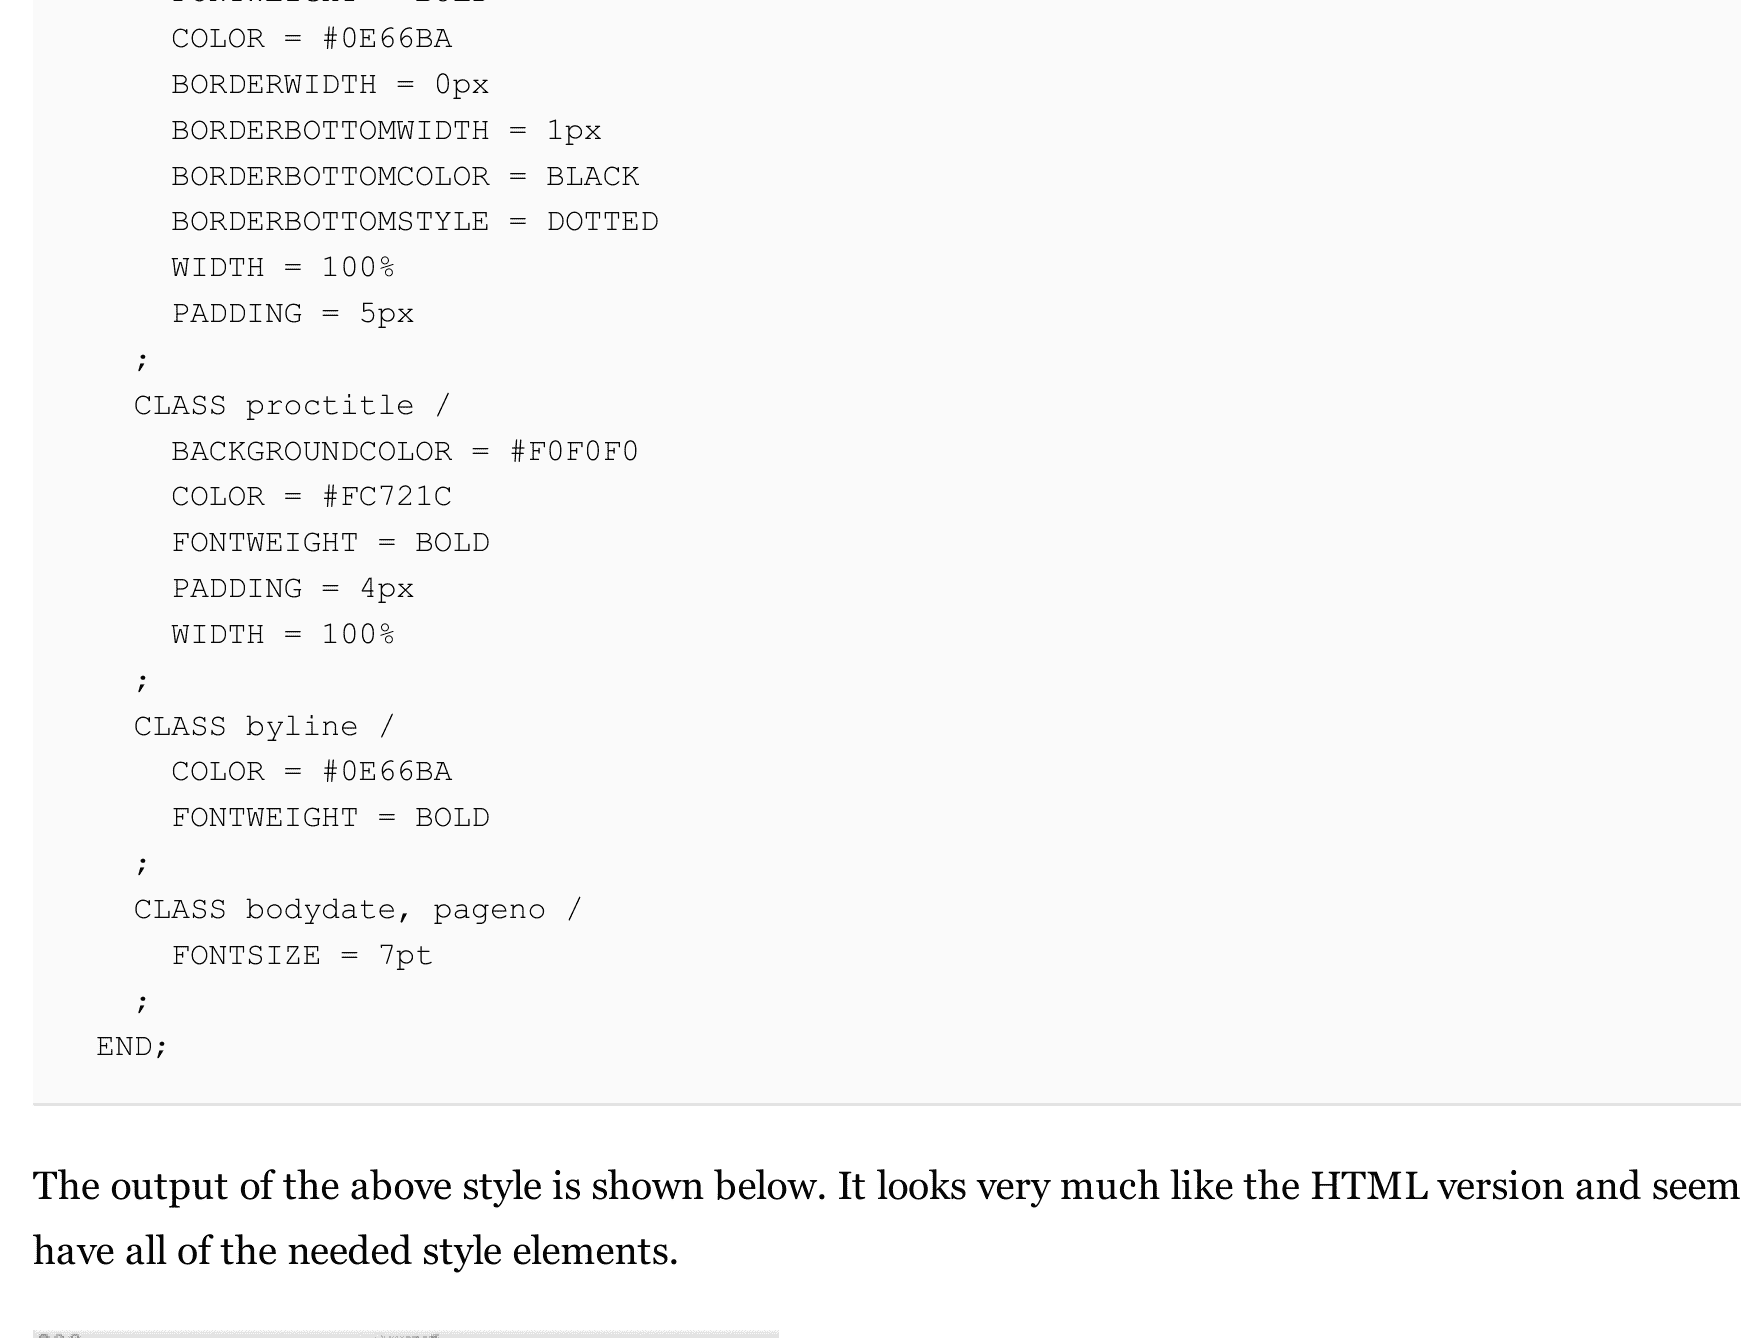 COLOR = #0E66BA
BORDERWIDTH = 0px
BORDERBOTTOMWIDTH = 1px
BORDERBOTTOMCOLOR = BLACK
BORDERBOTTOMSTYLE = DOTTED
WIDTH = 100%
PADDING = 5px
;
CLASS proctitle /
BACKGROUNDCOLOR = #F0F0F0
COLOR = #FC721C
FONTWEIGHT = BOLD
PADDING = 4px
WIDTH = 100%
;
CLASS byline /
COLOR = #0E66BA
FONTWEIGHT = BOLD
;
CLASS bodydate, pageno /
FONTSIZE = 7pt
;
END;
The output of the above style is shown below. It looks very much like the HTML version and seem
have all of the needed style elements.